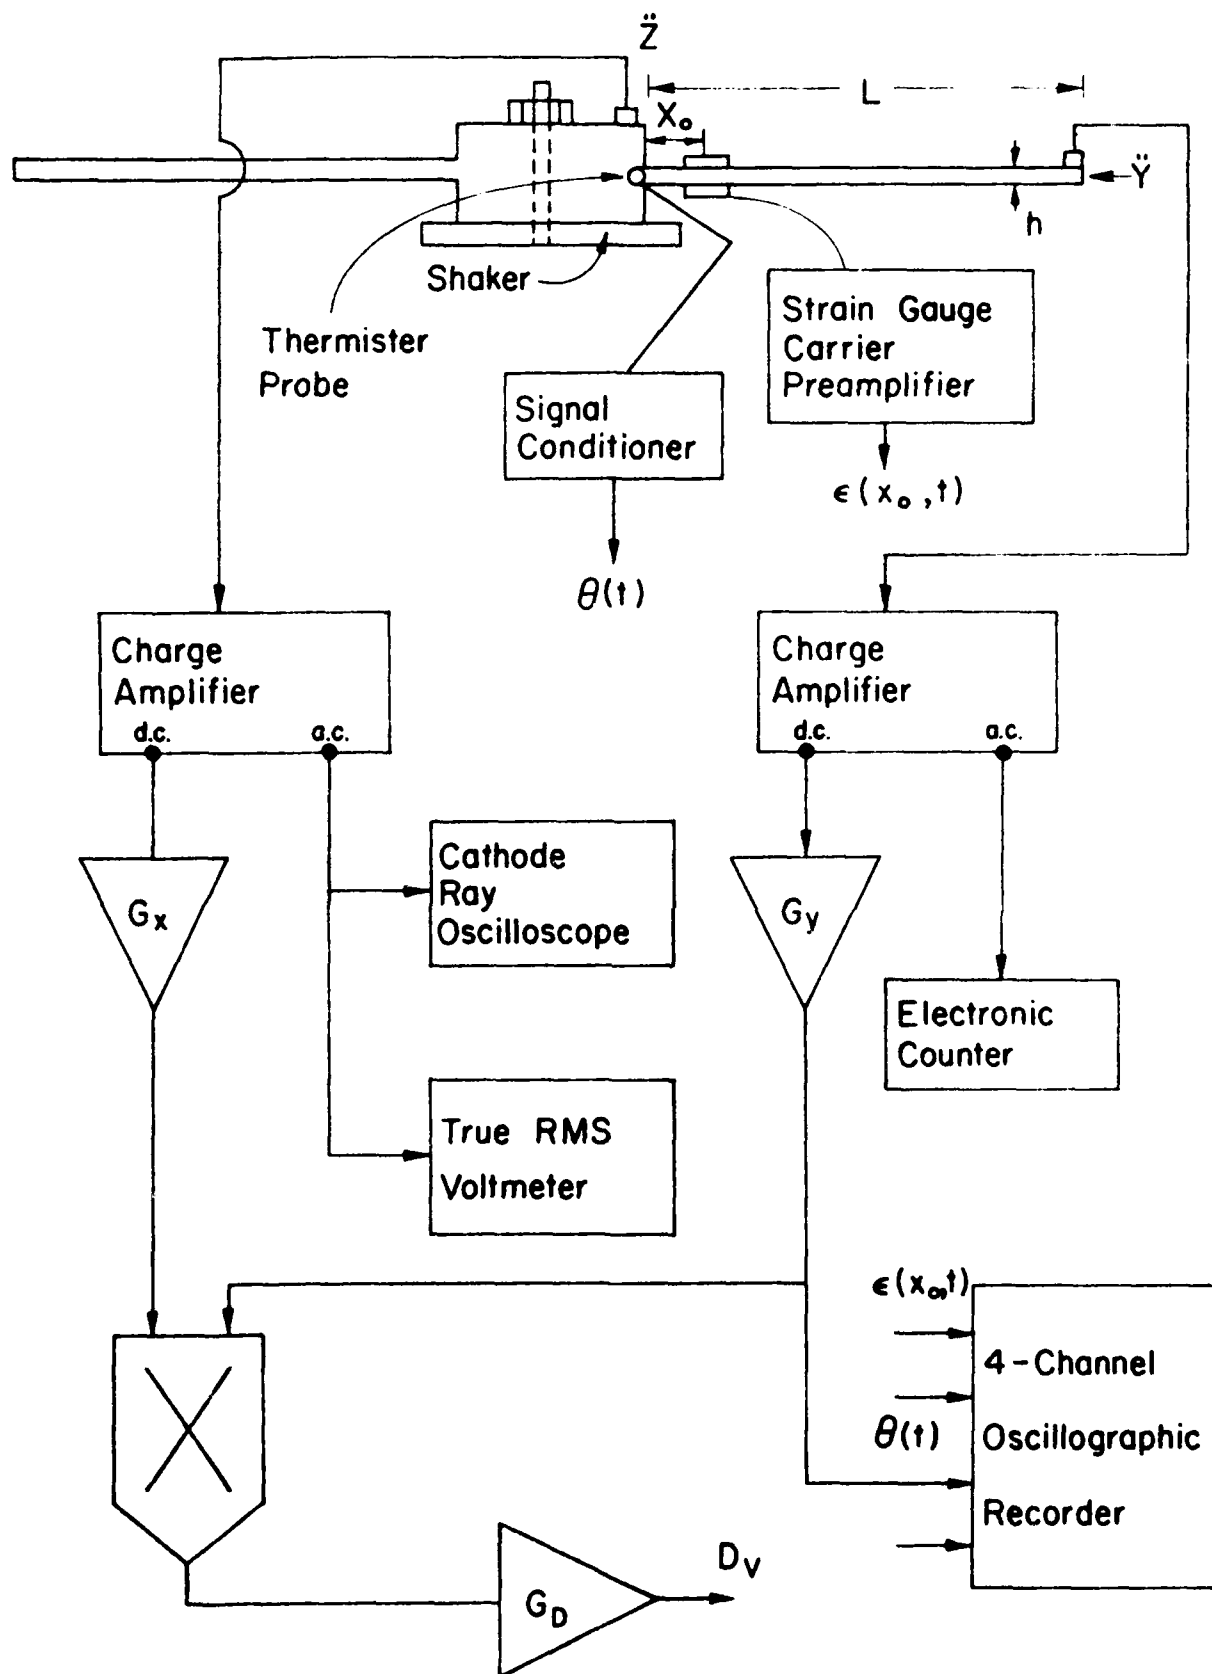 Z̈
L
X₀
Ÿ
h
Shaker
Thermister
Probe
Strain Gauge
Carrier
Preamplifier
Signal
Conditioner
ϵ(x₀,t)
θ(t)
Charge
Amplifier
d.c.
a.c.
Charge
Amplifier
d.c.
a.c.
Gx
Cathode
Ray
Oscilloscope
Gy
Electronic
Counter
True RMS
Voltmeter
ϵ(x₀,t)
4-Channel
θ(t)
Oscillographic
Recorder
Dv
GD